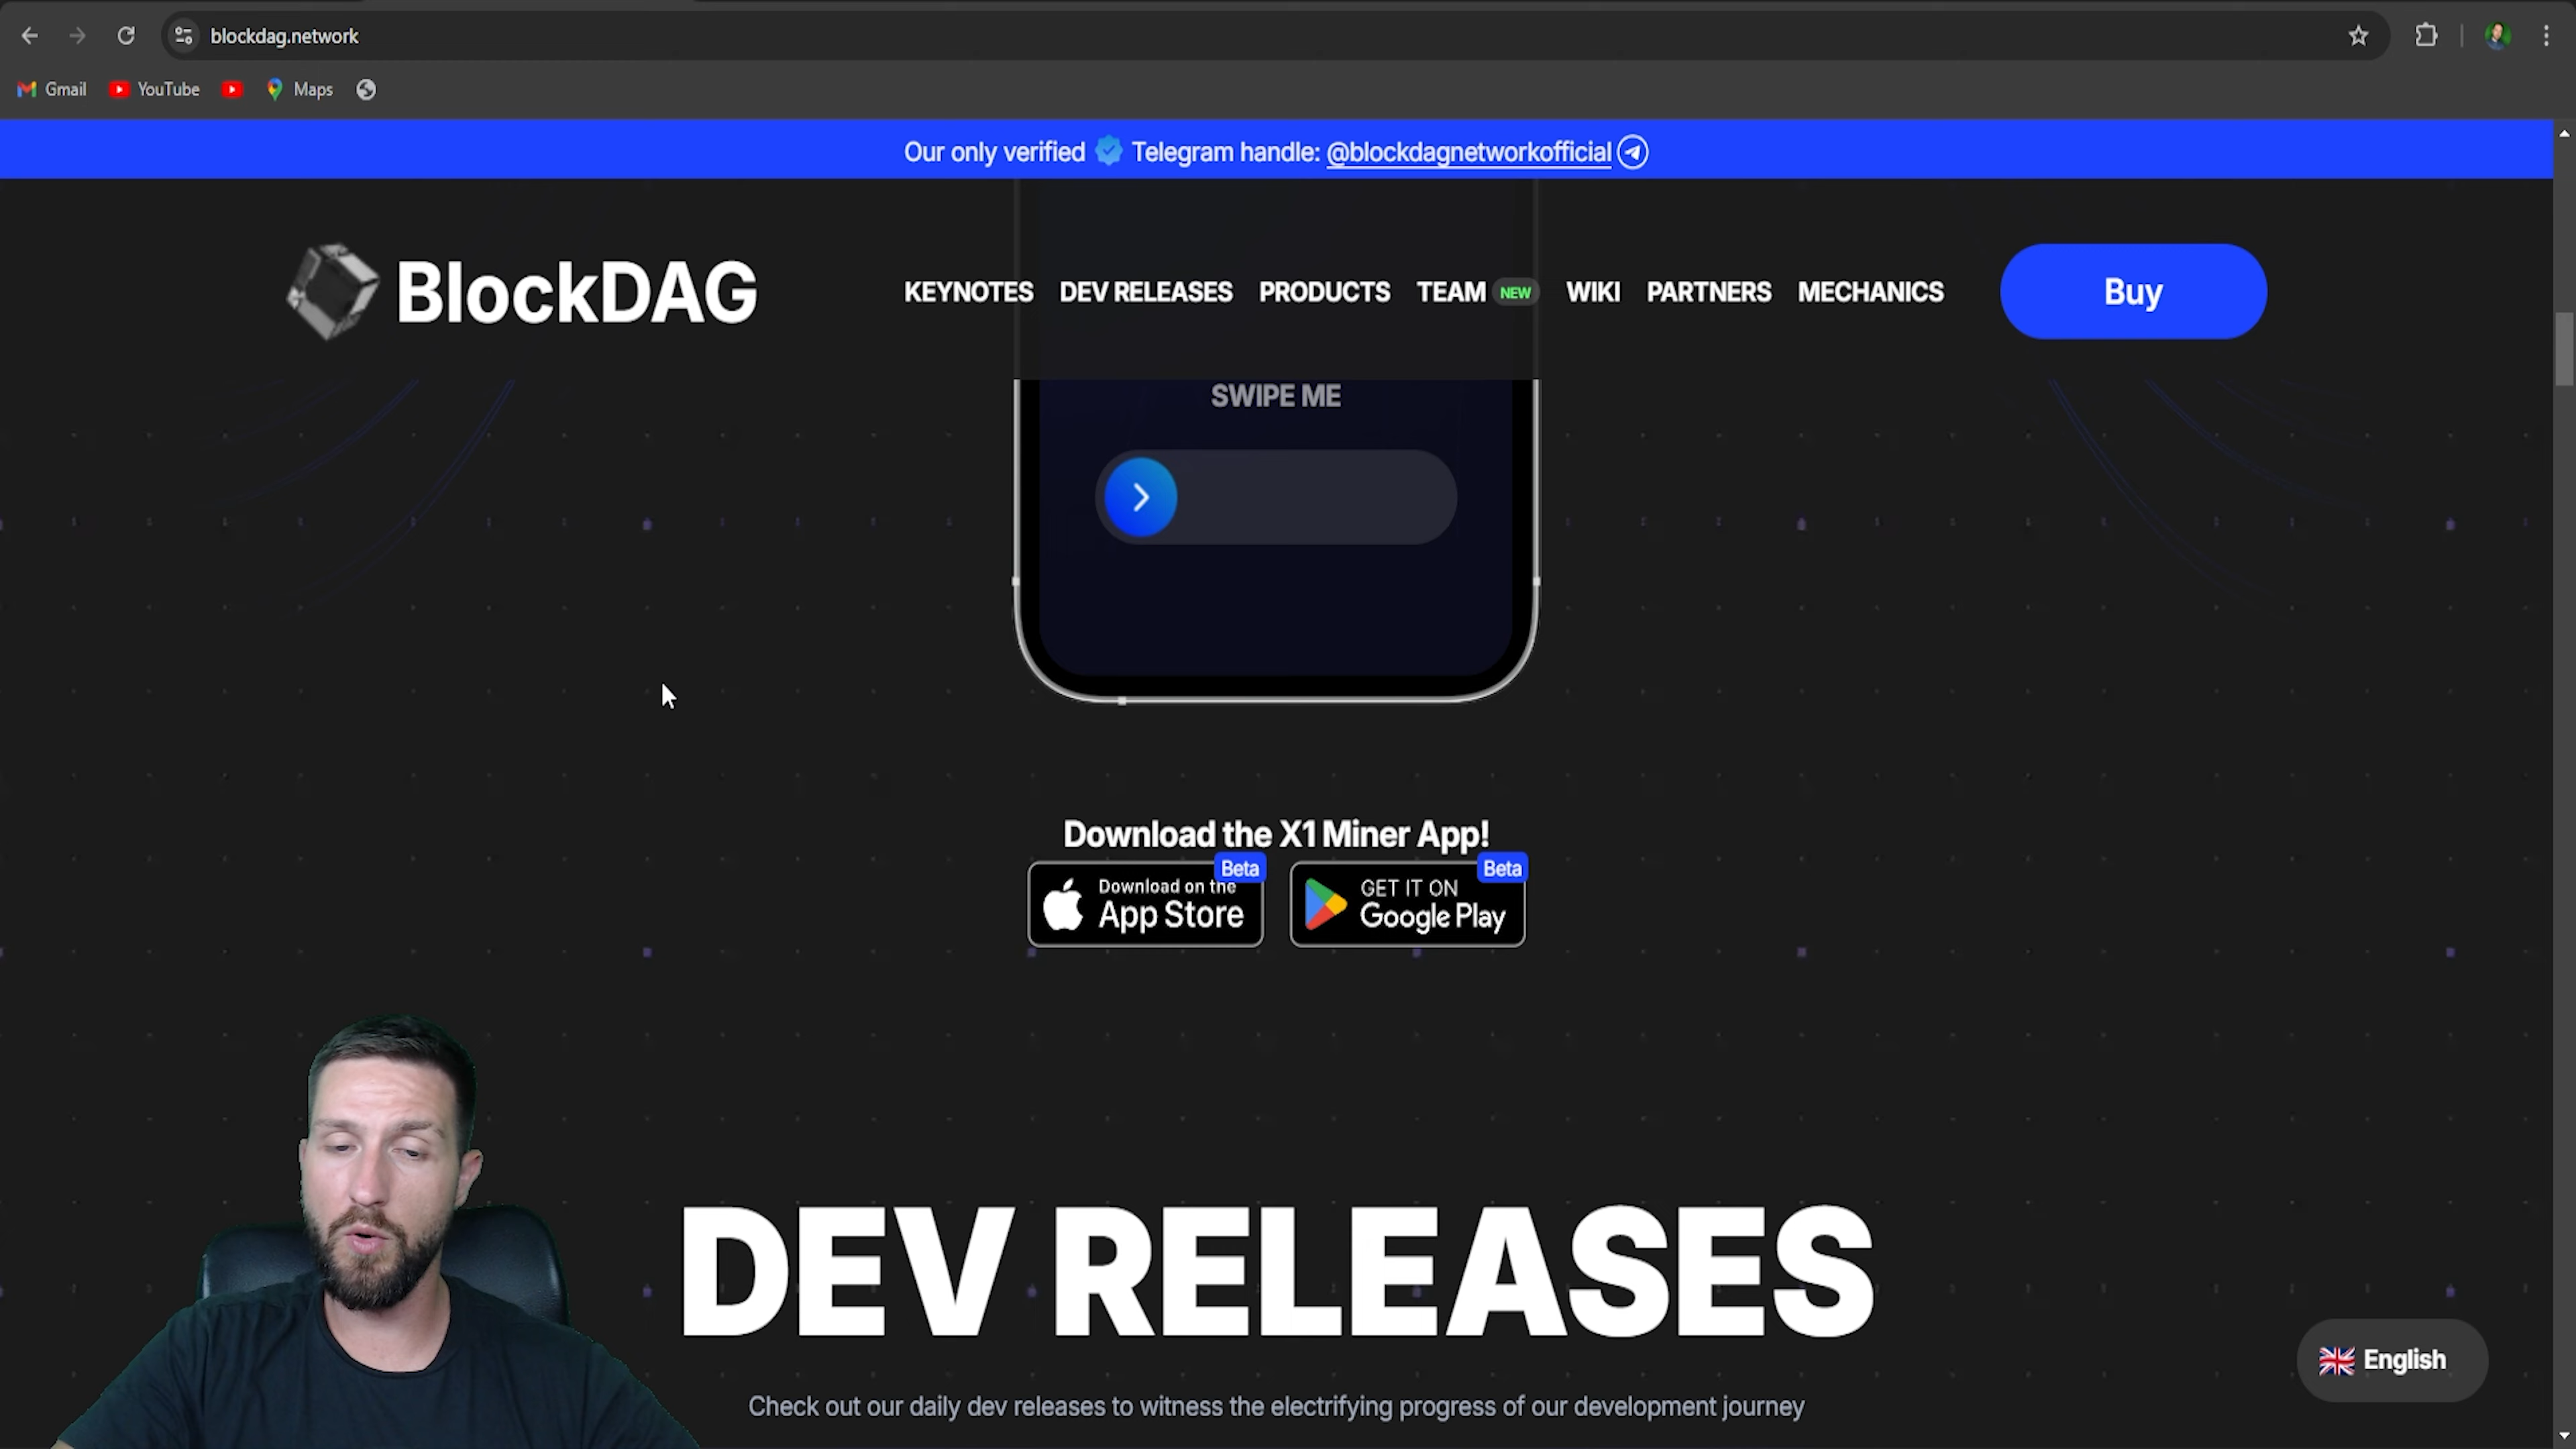 blockdag.network
Gmail
YouTube
Maps
Our only verified Telegram handle: @blockdagnetworkofficial
BlockDAG
KEYNOTES
DEV RELEASES
PRODUCTS
TEAM
NEW
WIKI
PARTNERS
MECHANICS
Buy
SWIPE ME
Download the X1 Miner App!
Beta
Download on the
App Store
Beta
GET IT ON
Google Play
DEV RELEASES
English
Check out our daily dev releases to witness the electrifying progress of our development journey